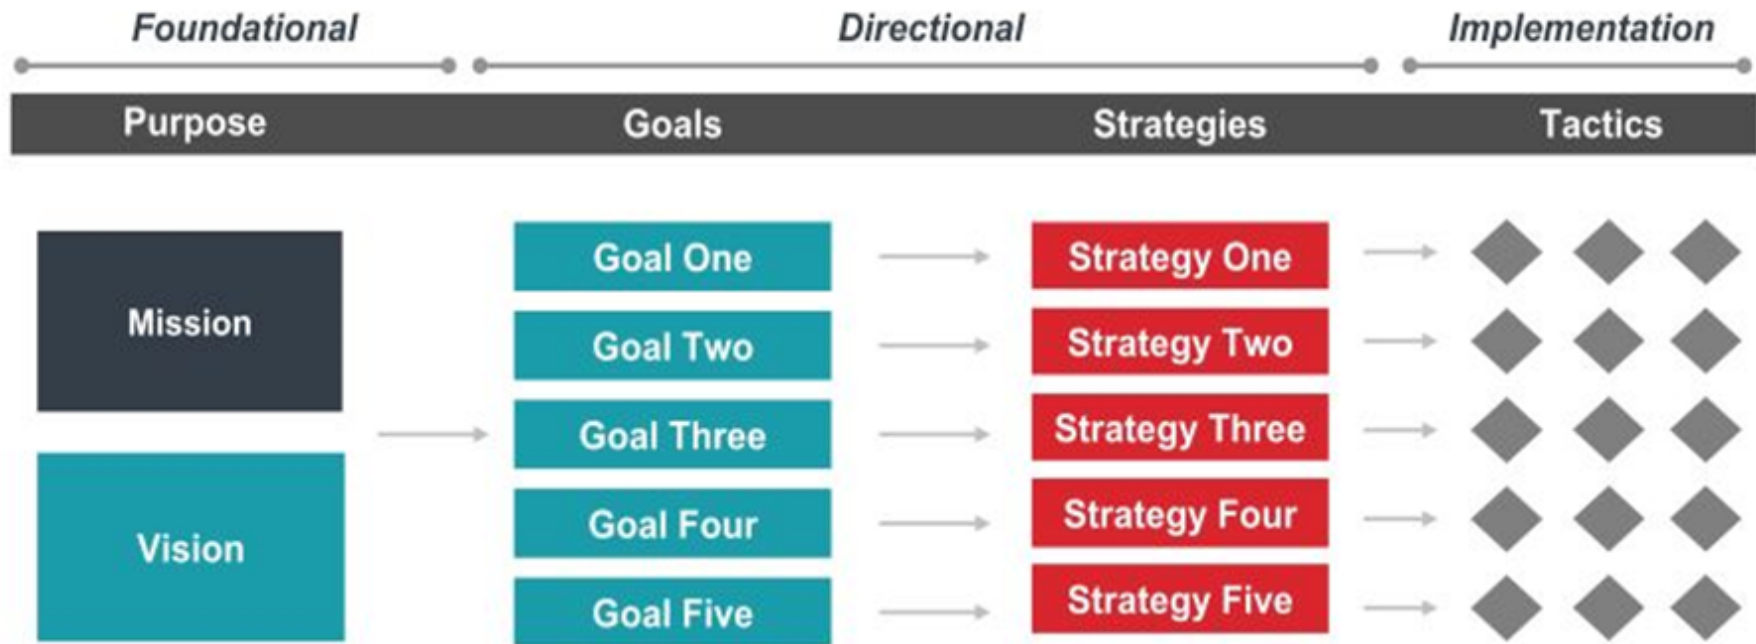 Foundational Directional Implementation
Purpose Goals Strategies Tactics
Mission
Vision
Goal One
Goal Two
Goal Three
Goal Four
Goal Five
Strategy One
Strategy Two
Strategy Three
Strategy Four
Strategy Five